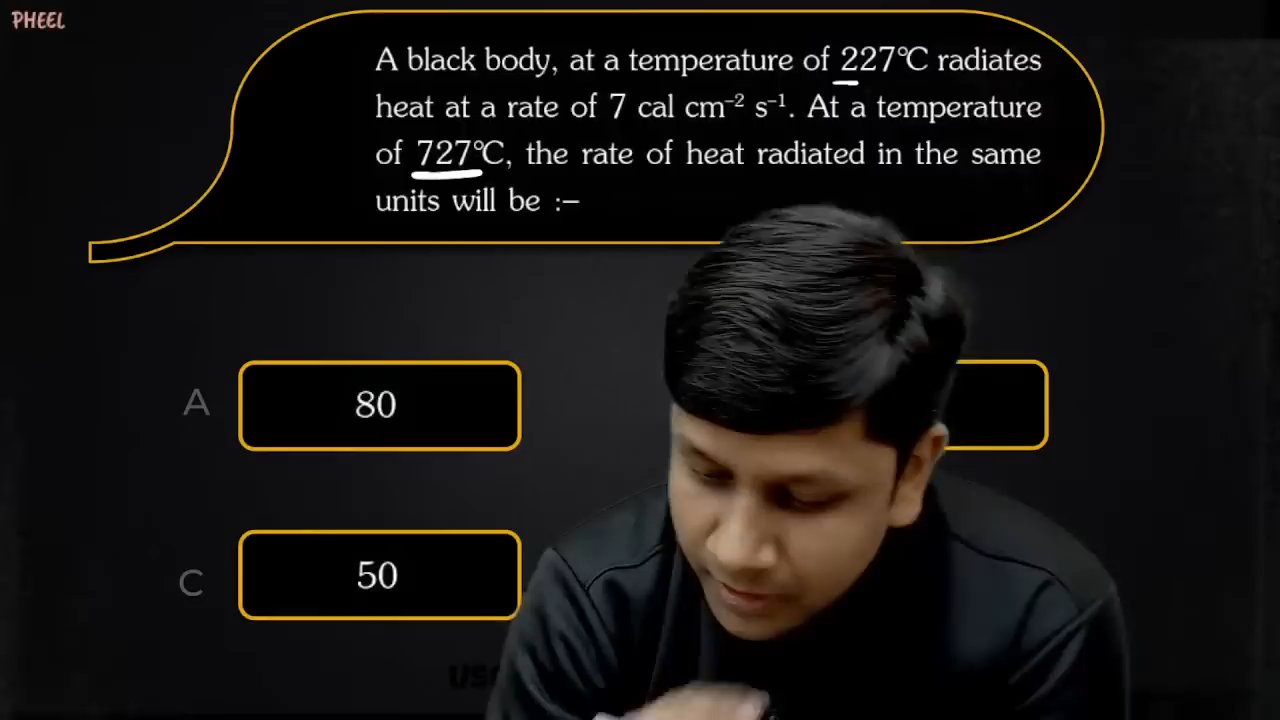 PHEEL
A black body, at a temperature of 227°C radiates
heat at a rate of 7 cal cm⁻² s⁻¹. At a temperature
of 727°C, the rate of heat radiated in the same
units will be :–
A
80
C
50